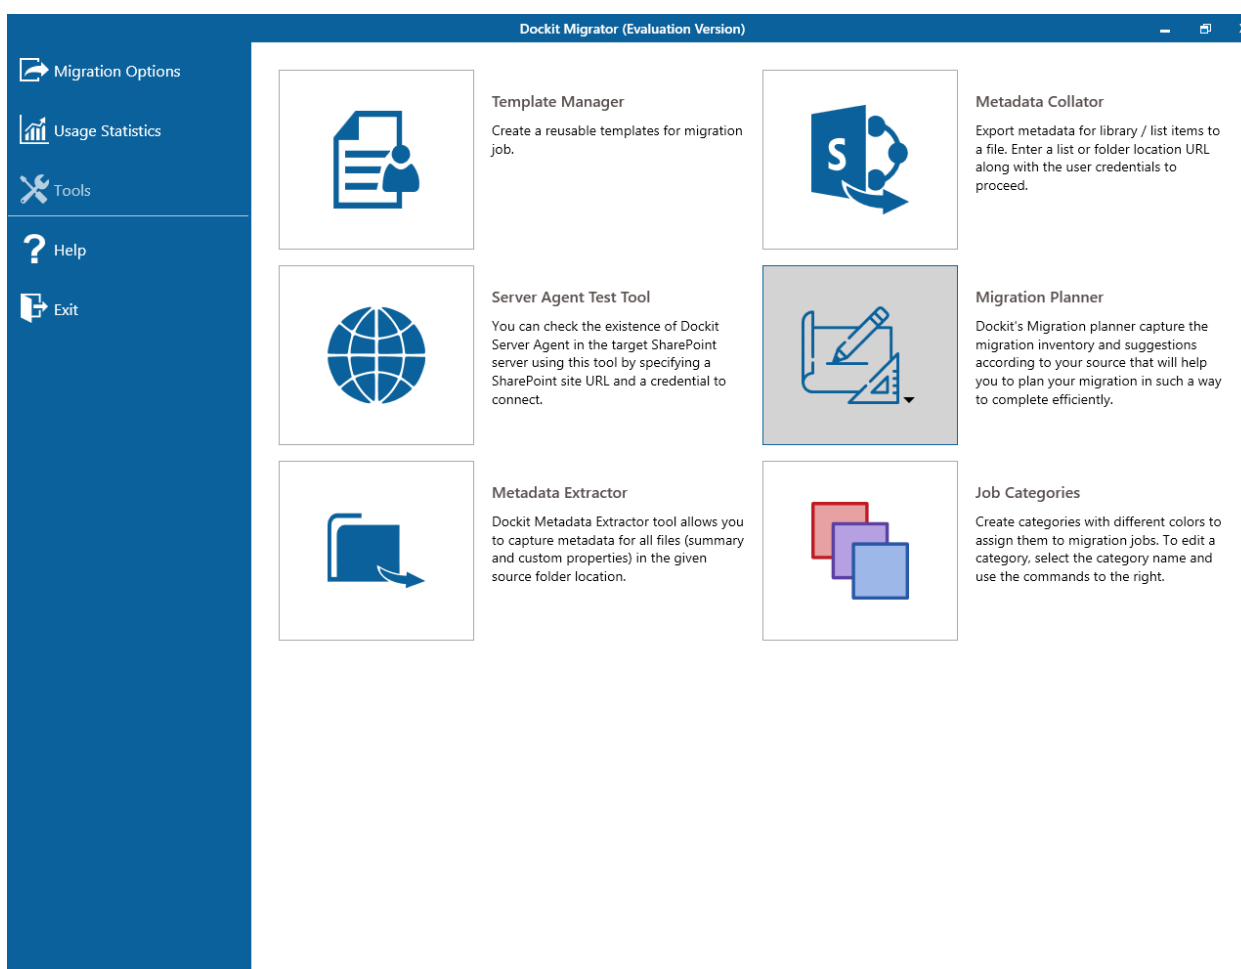 Dockit Migrator (Evaluation Version)
Migration Options
Usage Statistics
Tools
Help
Exit
Template Manager
Create a reusable templates for migration
job.
Metadata Collator
Export metadata for library / list items to
a file. Enter a list or folder location URL
along with the user credentials to
proceed.
S
Server Agent Test Tool
You can check the existence of Dockit
Server Agent in the target SharePoint
server using this tool by specifying a
SharePoint site URL and a credential to
connect.
Migration Planner
Dockit's Migration planner capture the
migration inventory and suggestions
according to your source that will help
you to plan your migration in such a way
to complete efficiently.
Metadata Extractor
Dockit Metadata Extractor tool allows you
to capture metadata for all files (summary
and custom properties) in the given
source folder location.
Job Categories
Create categories with different colors to
assign them to migration jobs. To edit a
category, select the category name and
use the commands to the right.